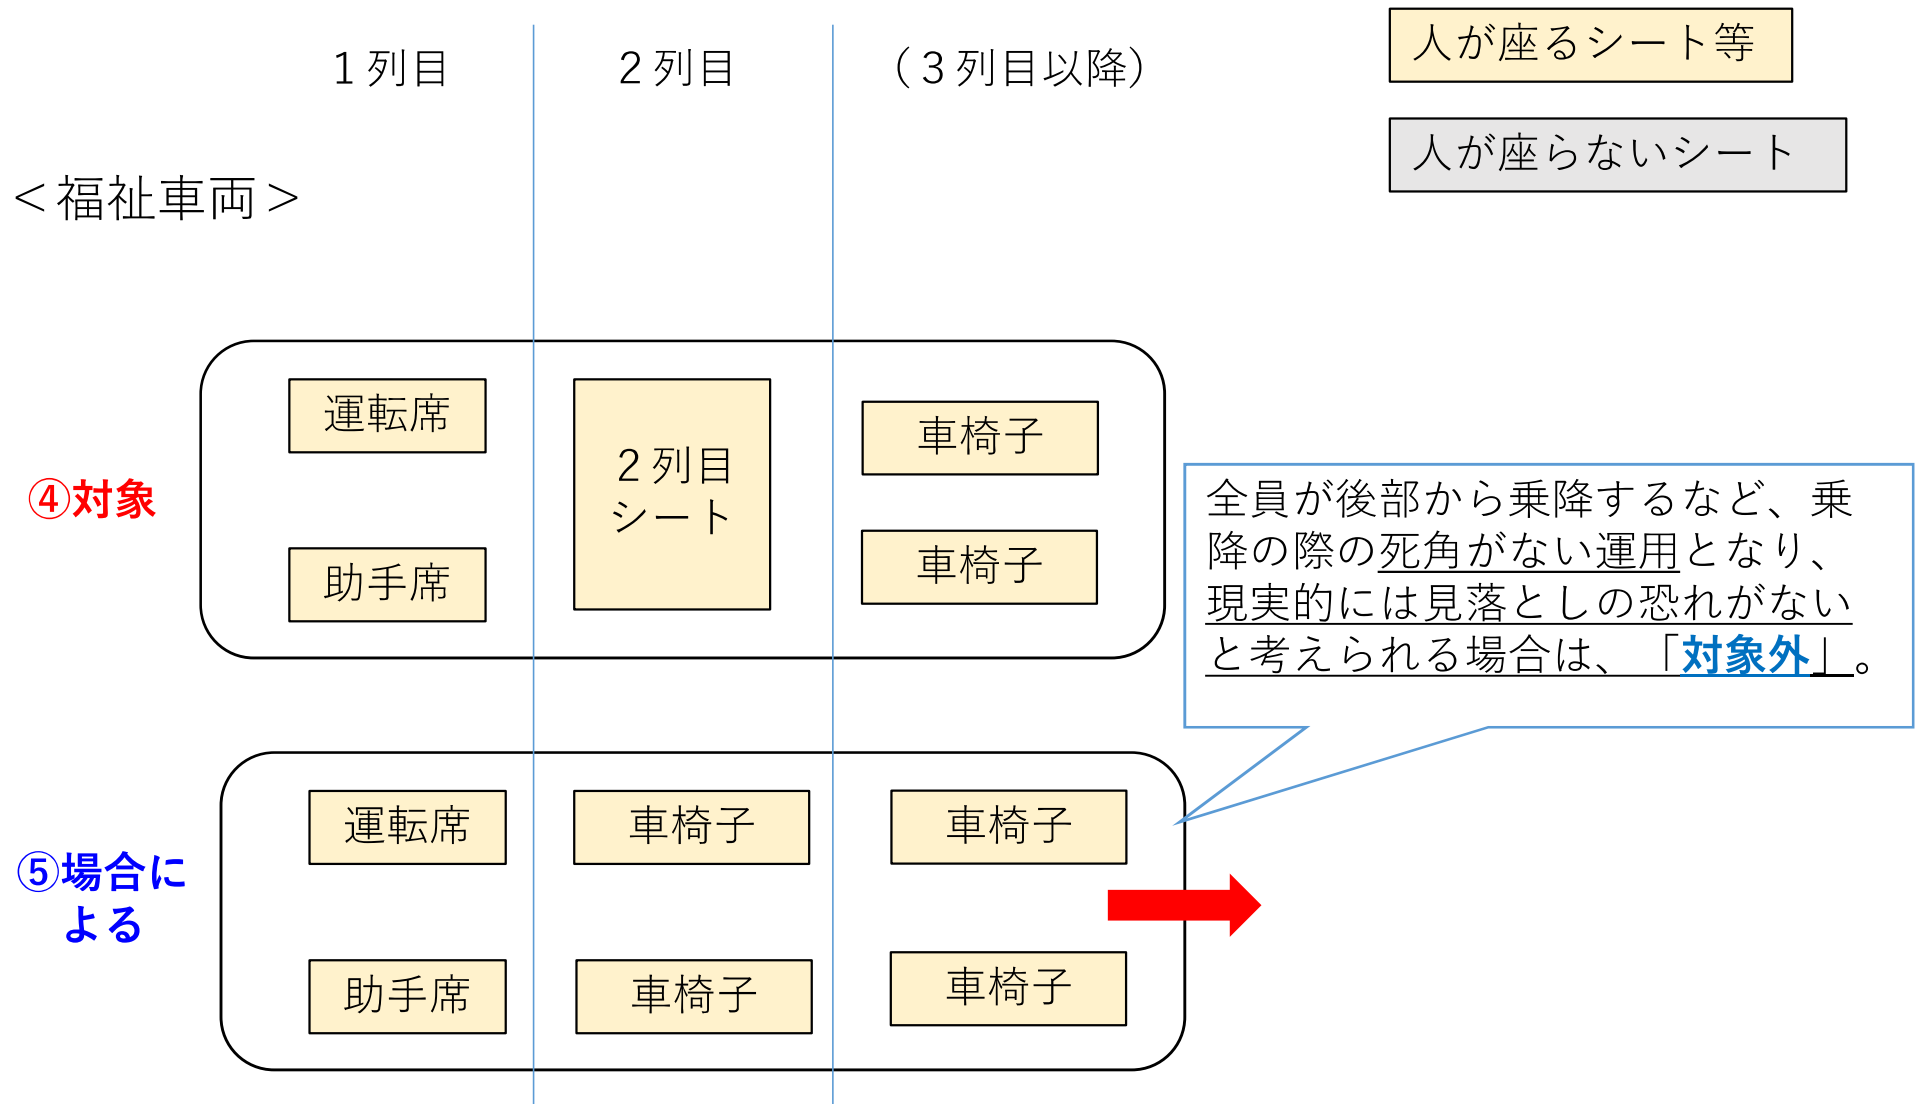 １列目
２列目
（３列目以降）
人が座るシート等
人が座らないシート
＜福祉車両＞
④対象
運転席
助手席
２列目
シート
車椅子
車椅子
全員が後部から乗降するなど、乗
降の際の死角がない運用となり、
現実的には見落としの恐れがない
と考えられる場合は、「対象外」。
⑤場合に
よる
運転席
車椅子
車椅子
助手席
車椅子
車椅子